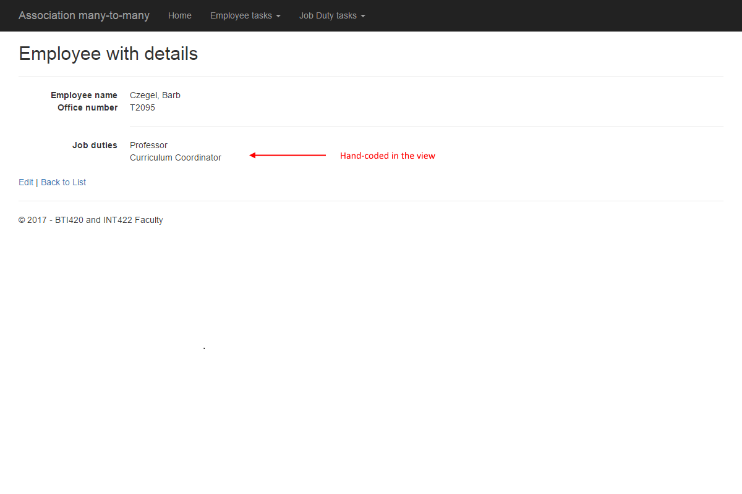 Association many-to-many Home Employee tasks Job Duty tasks
Employee with details
Employee name Czegel, Barb
Office number T2095
Job duties Professor
Curriculum Coordinator Hand-coded in the view
Edit | Back to List
© 2017 - BTI420 and INT422 Faculty